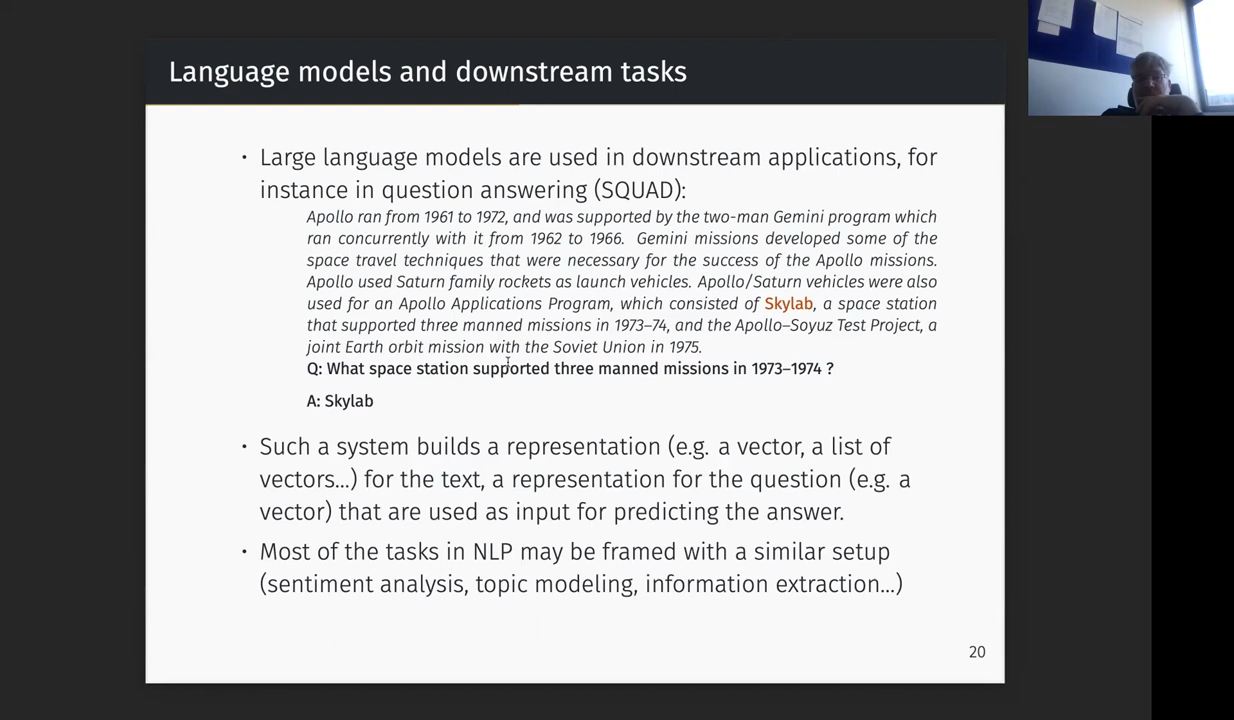 Language models and downstream tasks
· Large language models are used in downstream applications, for
instance in question answering (SQUAD):
Apollo ran from 1961 to 1972, and was supported by the two-man Gemini program which
ran concurrently with it from 1962 to 1966. Gemini missions developed some of the
space travel techniques that were necessary for the success of the Apollo missions.
Apollo used Saturn family rockets as launch vehicles. Apollo/Saturn vehicles were also
used for an Apollo Applications Program, which consisted of Skylab, a space station
that supported three manned missions in 1973–74, and the Apollo–Soyuz Test Project, a
joint Earth orbit mission with the Soviet Union in 1975.
Q: What space station supported three manned missions in 1973–1974 ?
A: Skylab
· Such a system builds a representation (e.g. a vector, a list of
vectors...) for the text, a representation for the question (e.g. a
vector) that are used as input for predicting the answer.
· Most of the tasks in NLP may be framed with a similar setup
(sentiment analysis, topic modeling, information extraction...)
20